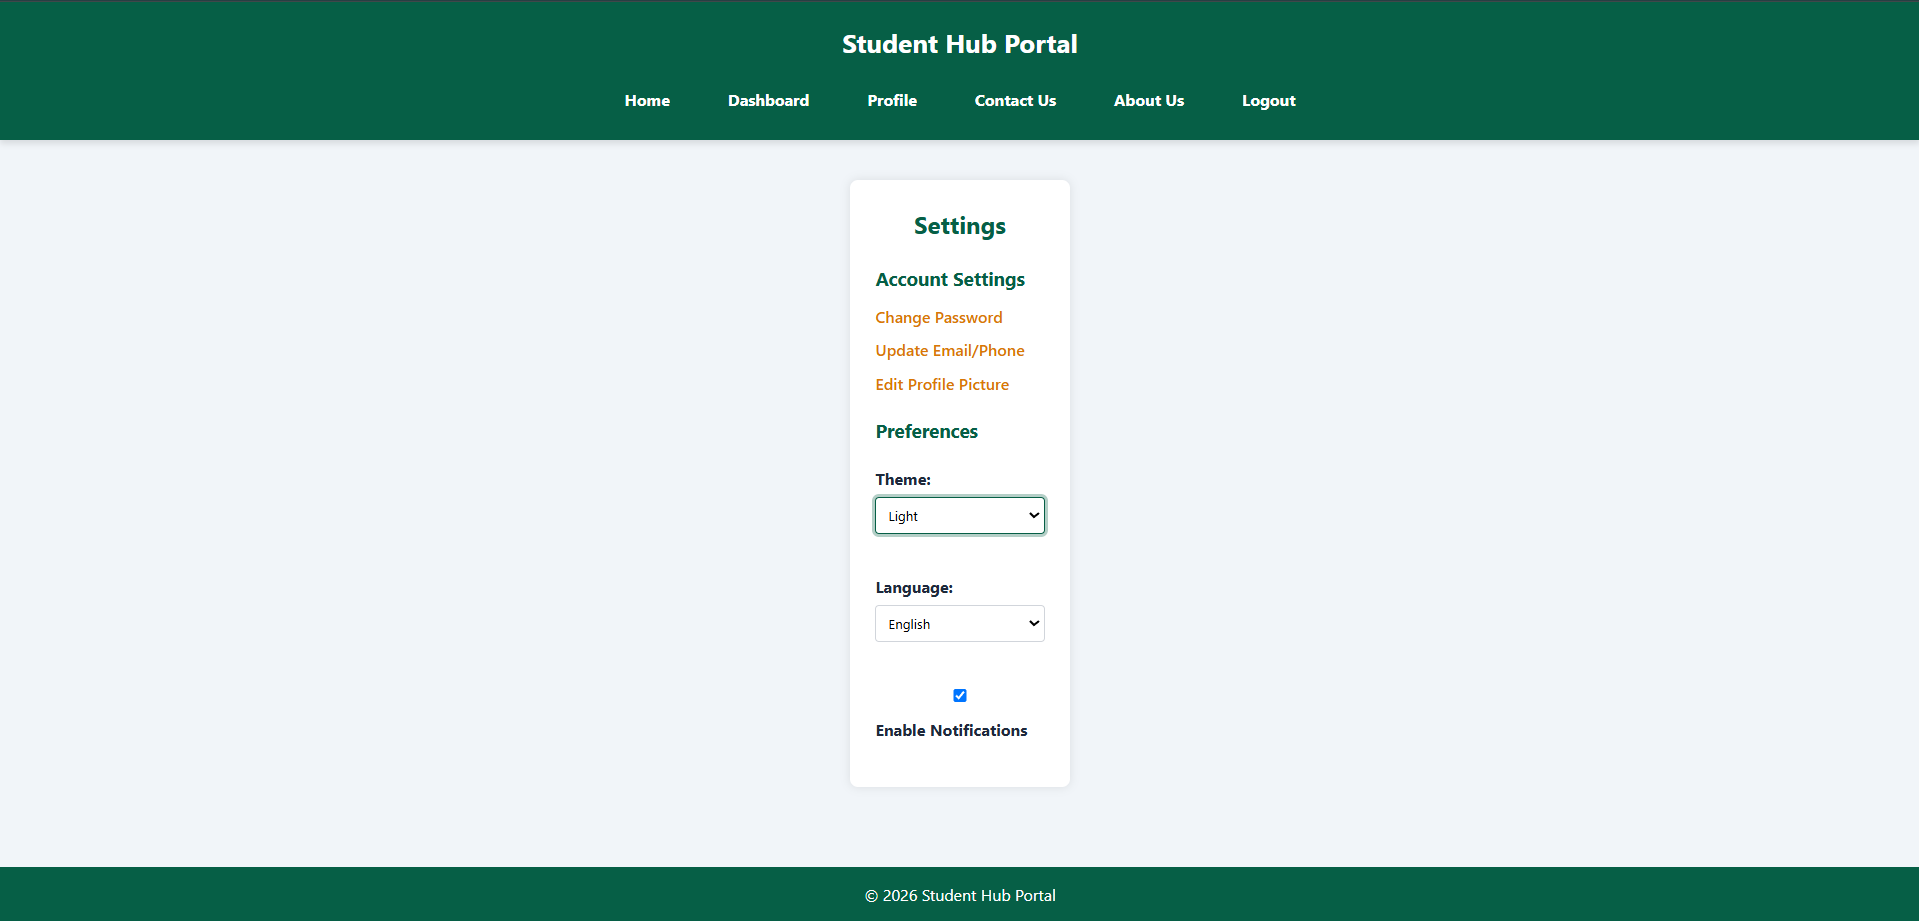 Student Hub Portal
Home Dashboard Profile Contact Us About Us Logout
Settings
Account Settings
Change Password
Update Email/Phone
Edit Profile Picture
Preferences
Theme:
Light
Language:
English
Enable Notifications
© 2026 Student Hub Portal